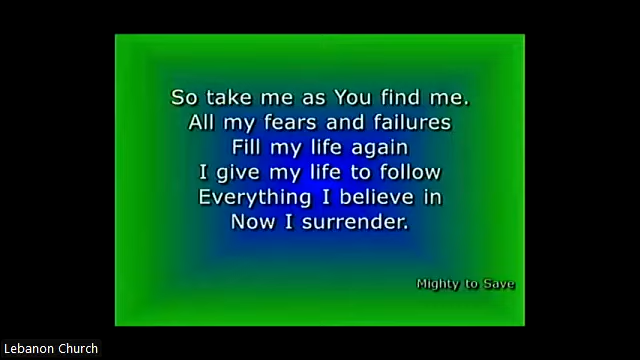 So take me as You find me.
All my fears and failures
Fill my life again
I give my life to follow
Everything I believe in
Now I surrender.
Mighty to Save
Lebanon Church